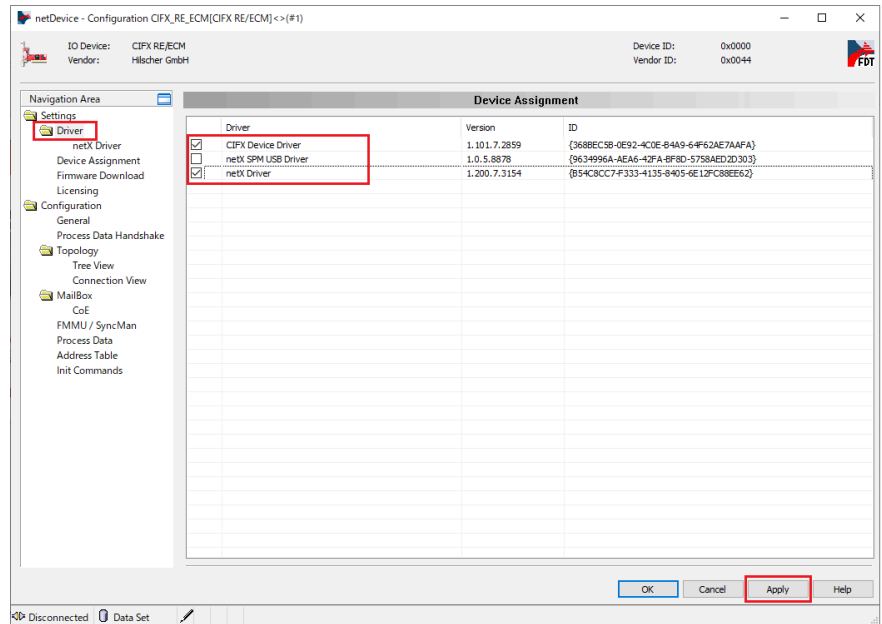 netDevice - Configuration CIFX_RE_ECM[CIFX RE/ECM]<>(#1)
IO Device: CIFX RE/ECM Device ID: 0x0000
Vendor: Hilscher GmbH Vendor ID: 0x0044
FDT
Navigation Area
Settings
Driver
netX Driver
Device Assignment
Firmware Download
Licensing
Configuration
General
Process Data Handshake
Topology
Tree View
Connection View
MailBox
CoE
FMMU / SyncMan
Process Data
Address Table
Init Commands
Device Assignment
Driver Version ID
CIFX Device Driver 1.101.7.2859 {368BEC5B-0E92-4C0E-B4A9-64F62AE7AAFA}
netX SPM USB Driver 1.0.5.8878 {9634996A-AEA6-42FA-BF8D-5758AED2D303}
netX Driver 1.200.7.3154 {B54C8CC7-F333-4135-8405-6E12FC88EE62}
OK Cancel Apply Help
Disconnected Data Set